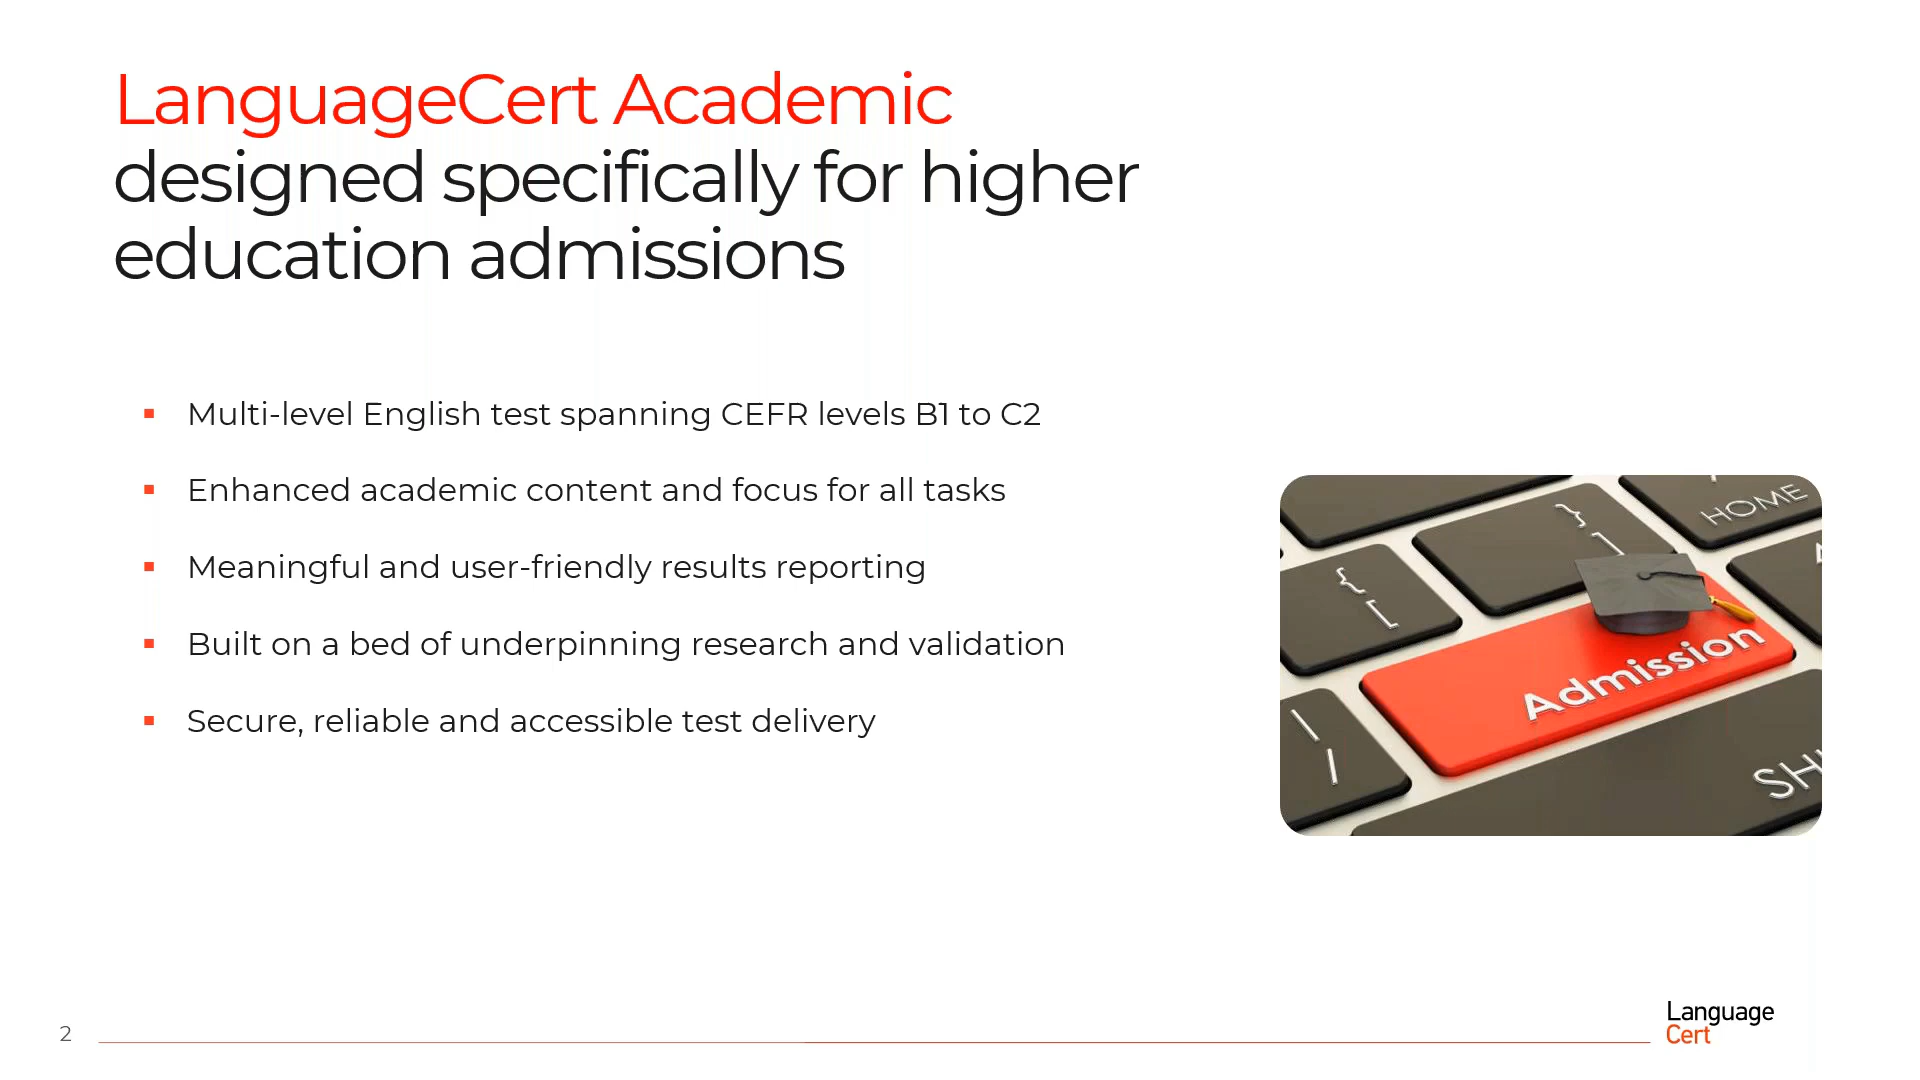 LanguageCert Academic
designed specifically for higher
education admissions
Multi-level English test spanning CEFR levels B1 to C2
Enhanced academic content and focus for all tasks
Meaningful and user-friendly results reporting
Built on a bed of underpinning research and validation
Secure, reliable and accessible test delivery
HOME
}
]
{
[
Admission
\
/
SHI
2
Language
Cert